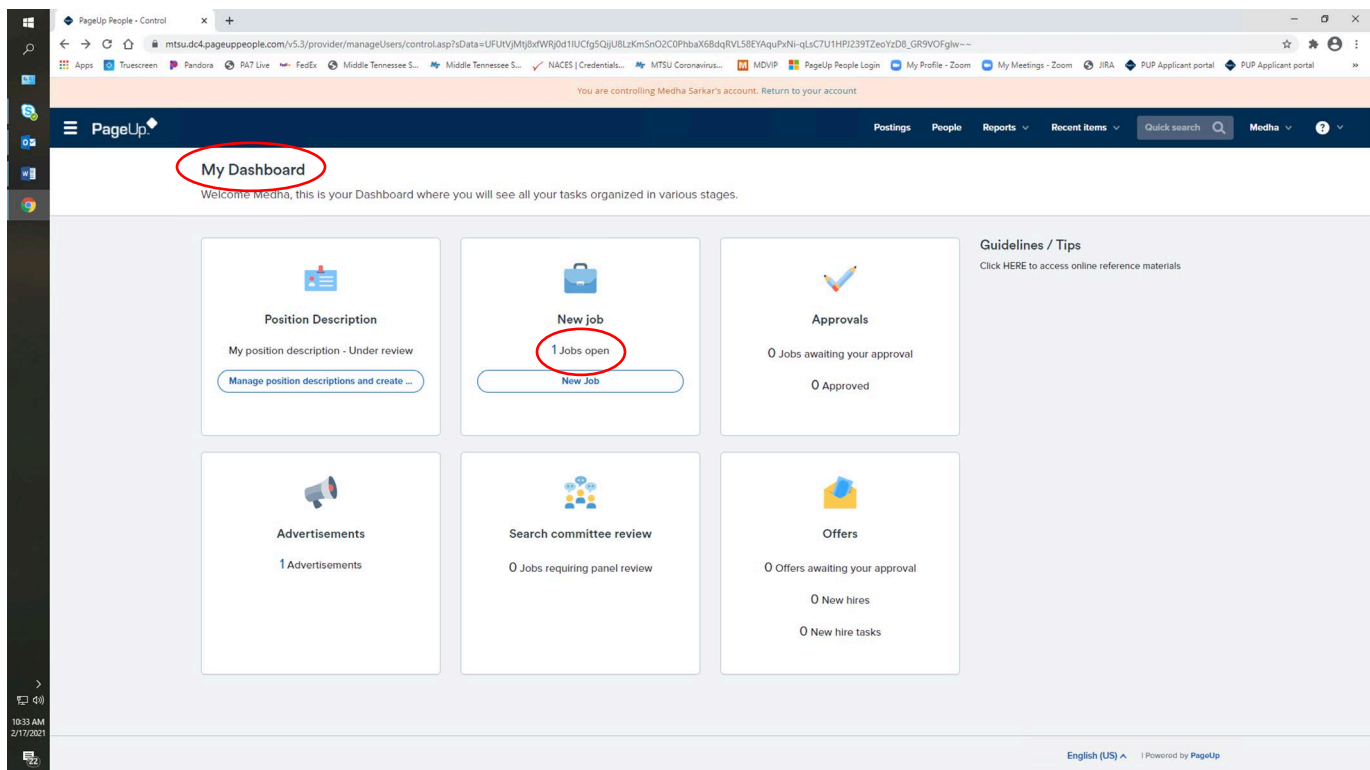 PageUp People - Control
mtsu.dc4.pageuppeople.com/v5.3/provider/manageUsers/control.asp?sData=UFUtVjMtj8xfWRj0d1IUCfg5QijU8LzKmSnO2C0PhbaX6BdqRVL58EYAquPxNi-qLsC7U1HPJ239TZeoYzD8_GR9VOFglw~~
Apps Truescreen Pandora PA7 Live FedEx Middle Tennessee S... Middle Tennessee S... NACES | Credentials... MTSU Coronavirus... MDVIP PageUp People Login My Profile - Zoom My Meetings - Zoom JIRA PUP Applicant portal PUP Applicant portal »
You are controlling Medha Sarkar's account. Return to your account
PageUp Postings People Reports Recent items Quick search Medha ?
My Dashboard
Welcome Medha, this is your Dashboard where you will see all your tasks organized in various stages.
Position Description
My position description - Under review
Manage position descriptions and create ...
New job
1 Jobs open
New Job
Approvals
0 Jobs awaiting your approval
0 Approved
Guidelines / Tips
Click HERE to access online reference materials
Advertisements
1 Advertisements
Search committee review
0 Jobs requiring panel review
Offers
0 Offers awaiting your approval
0 New hires
0 New hire tasks
10:33 AM
2/17/2021
22
English (US) | Powered by PageUp